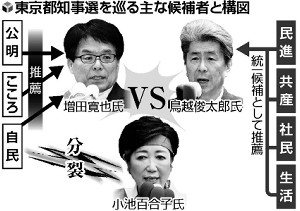 東京都知事選を巡る主な候補者と構図
公明
こころ
自民
推薦
増田寛也氏
VS
鳥越俊太郎氏
統一候補として推薦
民進
共産
社民
生活
分裂
小池百合子氏